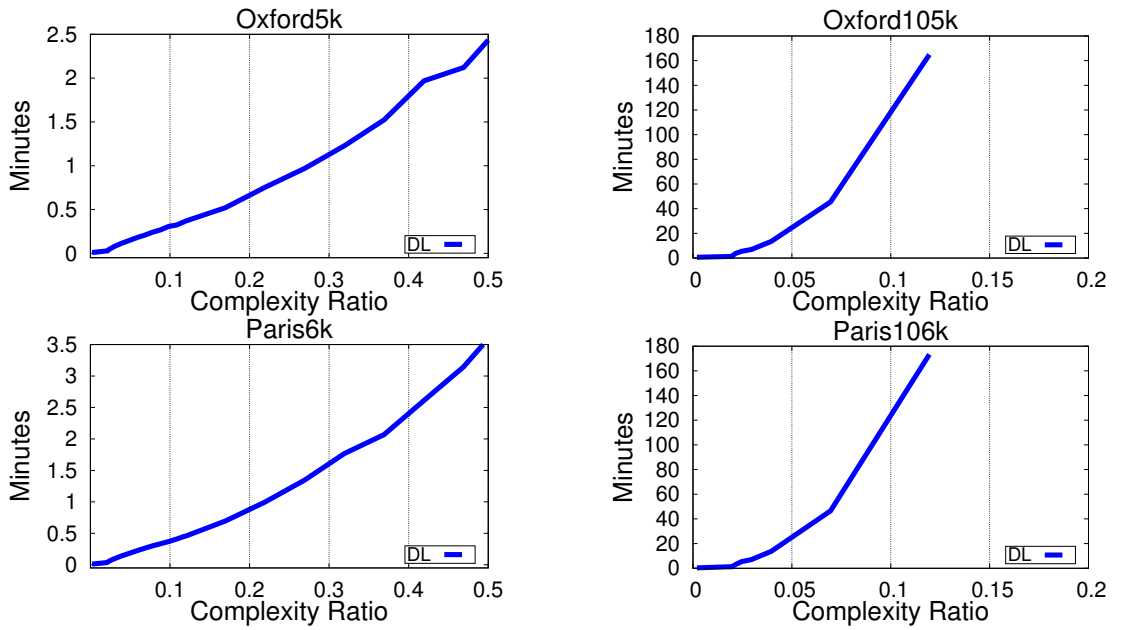 Oxford5k
2.5
2
1.5
1
0.5
0
Minutes
DL
0.1 0.2 0.3 0.4 0.5
Complexity Ratio
Oxford105k
180
160
140
120
100
80
60
40
20
0
Minutes
DL
0 0.05 0.1 0.15 0.2
Complexity Ratio
Paris6k
3.5
3
2.5
2
1.5
1
0.5
0
Minutes
DL
0.1 0.2 0.3 0.4 0.5
Complexity Ratio
Paris106k
180
160
140
120
100
80
60
40
20
0
Minutes
DL
0 0.05 0.1 0.15 0.2
Complexity Ratio